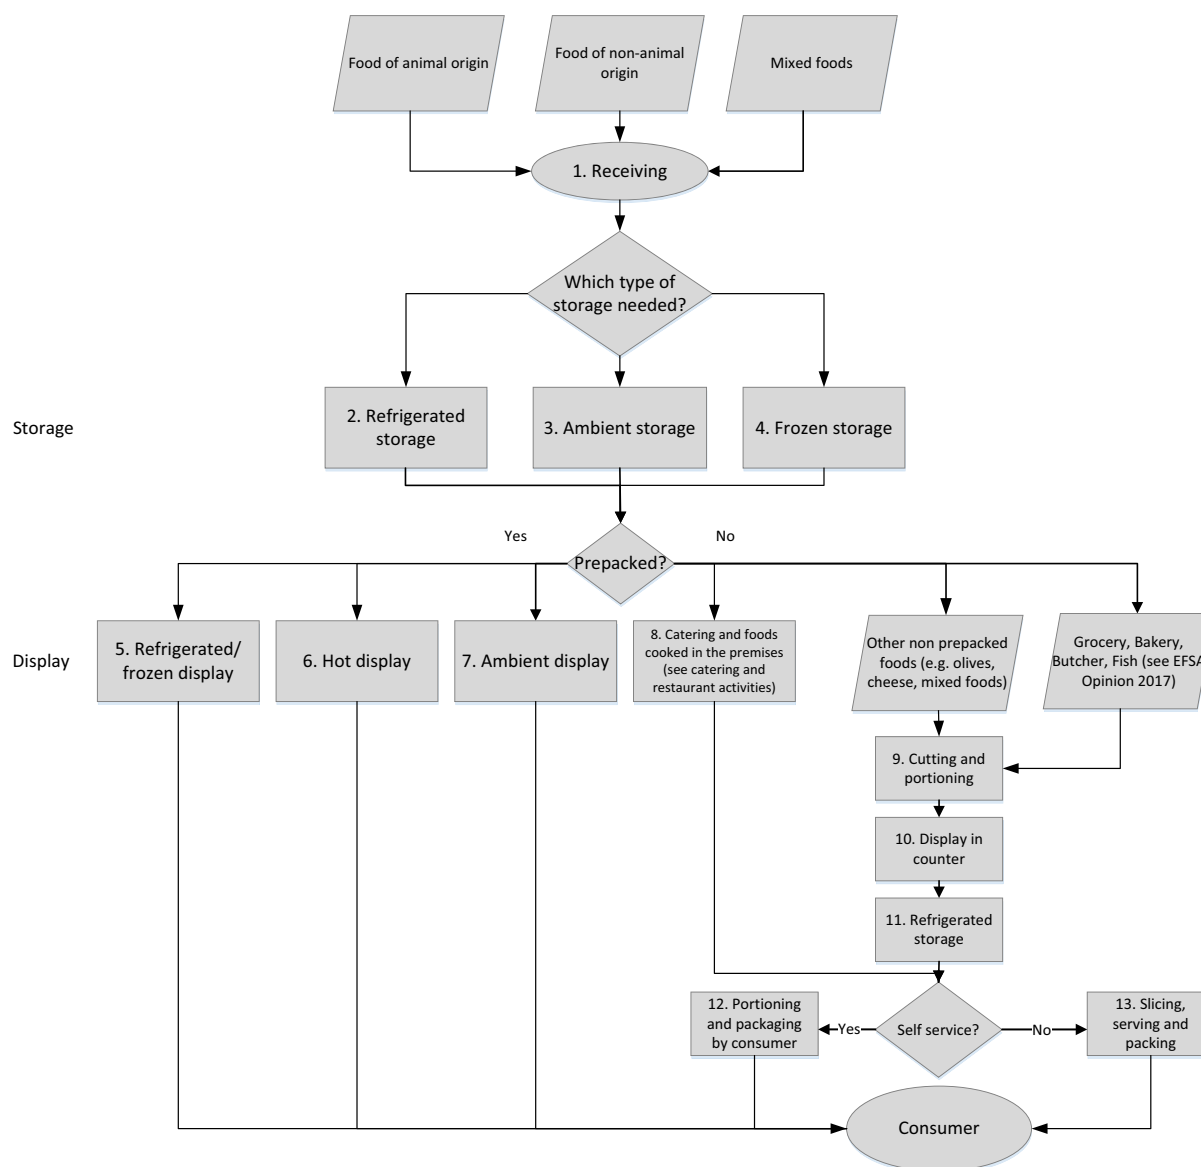 Food of animal origin
Food of non-animal
origin
Mixed foods
1. Receiving
Which type of
storage needed?
Storage
2. Refrigerated
storage
3. Ambient storage
4. Frozen storage
Yes
No
Prepacked?
Display
5. Refrigerated/
frozen display
6. Hot display
7. Ambient display
8. Catering and foods
cooked in the premises
(see catering and
restaurant activities)
Other non prepacked
foods (e.g. olives,
cheese, mixed foods)
Grocery, Bakery,
Butcher, Fish (see EFSA
Opinion 2017)
9. Cutting and
portioning
10. Display in
counter
11. Refrigerated
storage
12. Portioning
and packaging
by consumer
Yes
Self service?
No
13. Slicing,
serving and
packing
Consumer